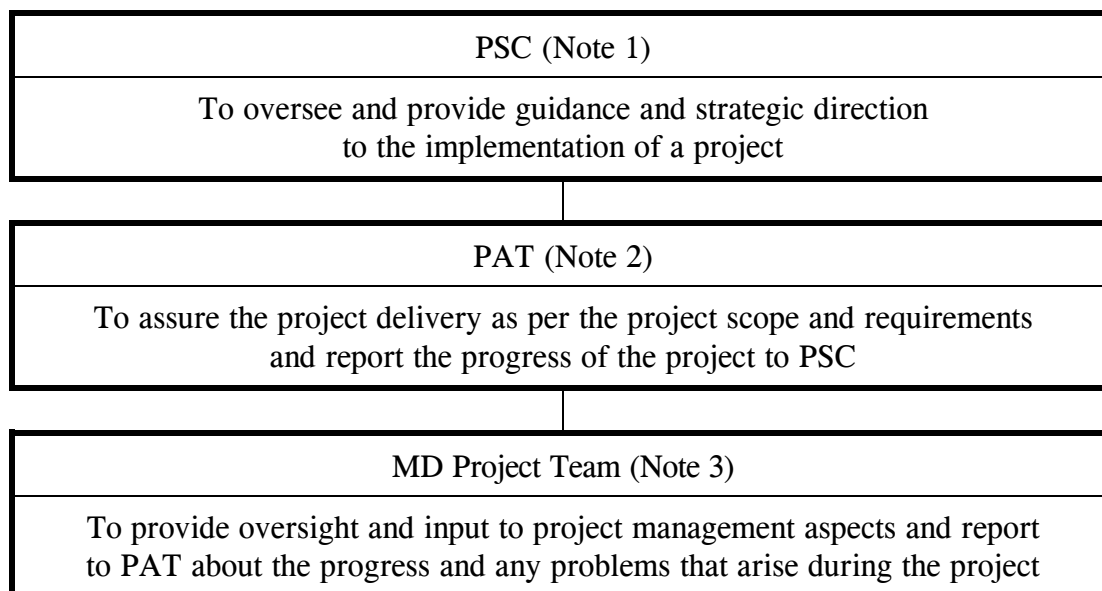 PSC (Note 1)
To oversee and provide guidance and strategic direction
to the implementation of a project
PAT (Note 2)
To assure the project delivery as per the project scope and requirements
and report the progress of the project to PSC
MD Project Team (Note 3)
To provide oversight and input to project management aspects and report
to PAT about the progress and any problems that arise during the project